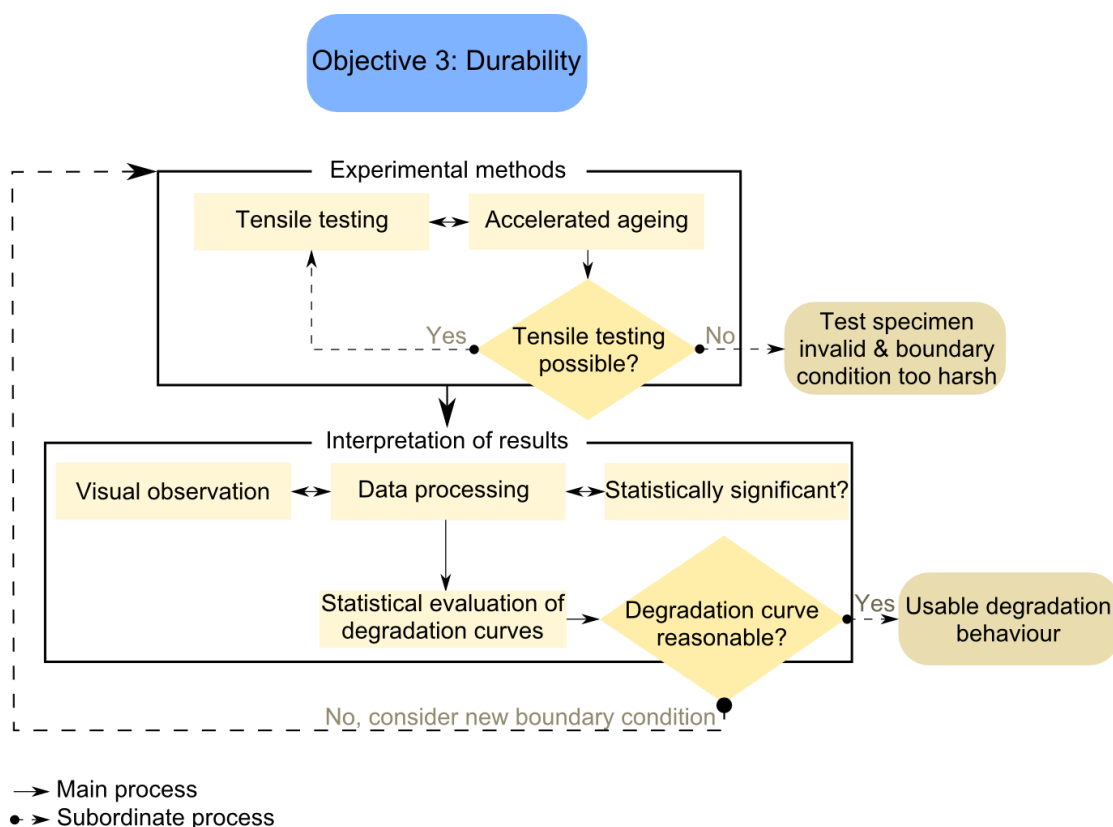 Objective 3: Durability
Experimental methods
Tensile testing
Accelerated ageing
Yes
Tensile testing
possible?
No
Test specimen
invalid & boundary
condition too harsh
Interpretation of results
Visual observation
Data processing
Statistically significant?
Statistical evaluation of
degradation curves
Degradation curve
reasonable?
Yes
Usable degradation
behaviour
No, consider new boundary condition
Main process
Subordinate process